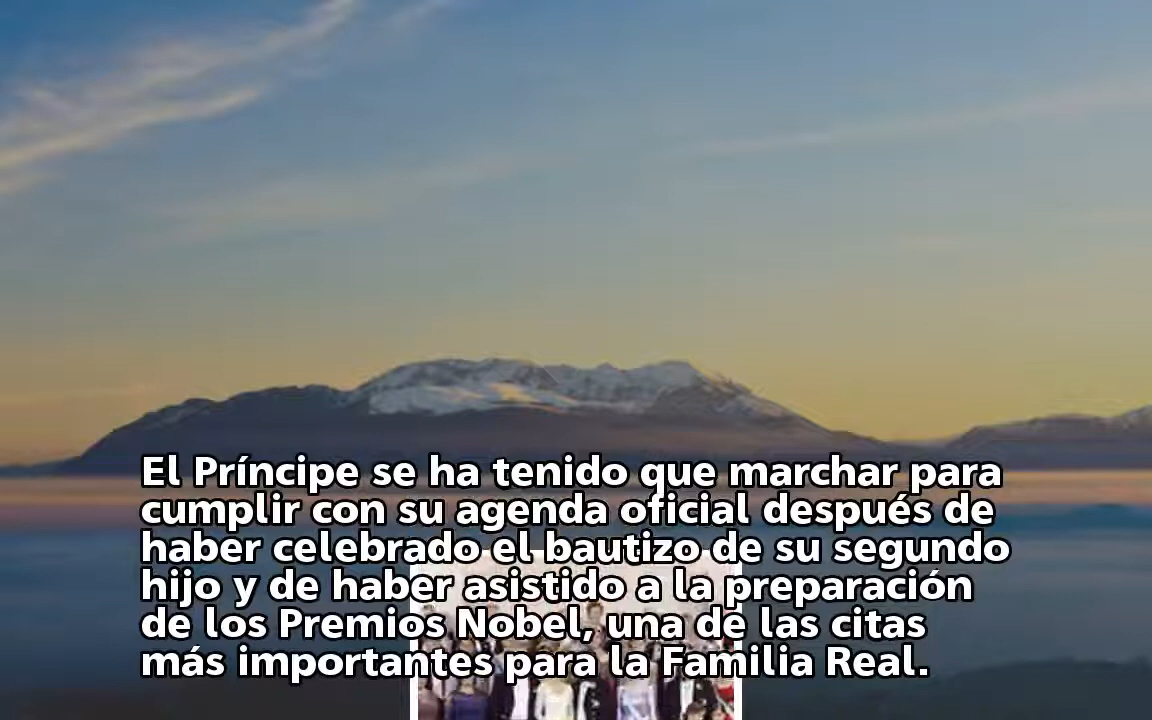 El Príncipe se ha tenido que marchar para
cumplir con su agenda oficial después de
haber celebrado el bautizo de su segundo
hijo y de haber asistido a la preparación
de los Premios Nobel, una de las citas
más importantes para la Familia Real.